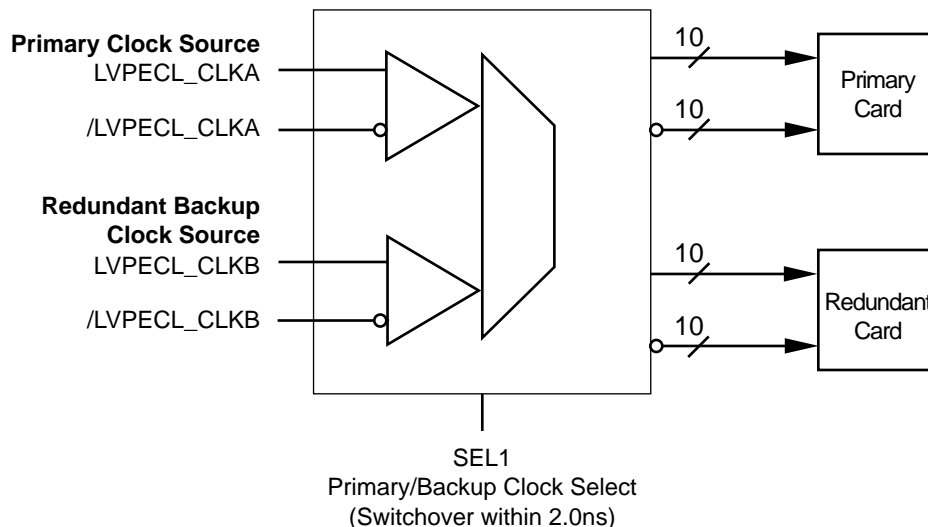 Primary Clock Source
LVPECL_CLKA
/LVPECL_CLKA
Redundant Backup
Clock Source
LVPECL_CLKB
/LVPECL_CLKB
10
10
Primary
Card
10
10
Redundant
Card
SEL1
Primary/Backup Clock Select
(Switchover within 2.0ns)